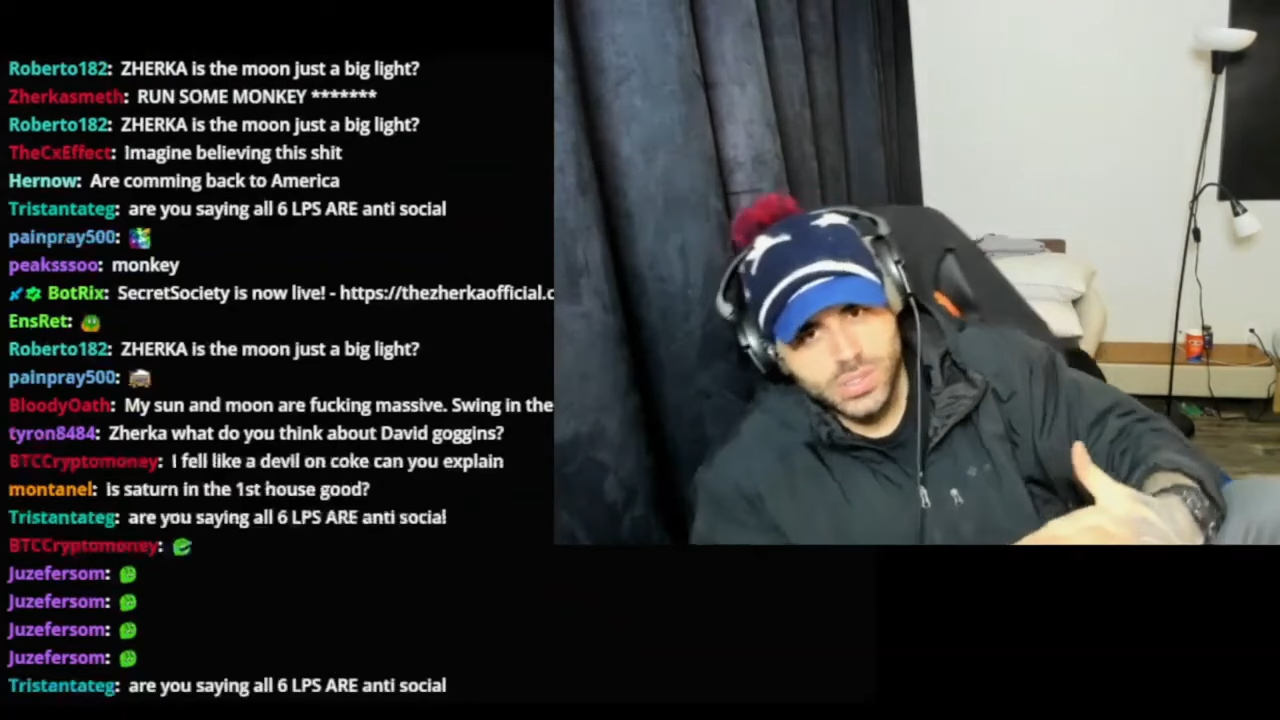 Roberto182: ZHERKA is the moon just a big light?
Zherkasmeth: RUN SOME MONKEY *******
Roberto182: ZHERKA is the moon just a big light?
TheCxEffect: Imagine believing this shit
Hernow: Are comming back to America
Tristantateg: are you saying all 6 LPS ARE anti social
painpray500:
peaksssoo: monkey
BotRix: SecretSociety is now live! - https://thezherkaofficial.c
EnsRet:
Roberto182: ZHERKA is the moon just a big light?
painpray500:
BloodyOath: My sun and moon are fucking massive. Swing in the
tyron8484: Zherka what do you think about David goggins?
BTCCryptomoney: I fell like a devil on coke can you explain
montanel: is saturn in the 1st house good?
Tristantateg: are you saying all 6 LPS ARE anti social
BTCCryptomoney:
Juzefersom:
Juzefersom:
Juzefersom:
Juzefersom:
Tristantateg: are you saying all 6 LPS ARE anti social